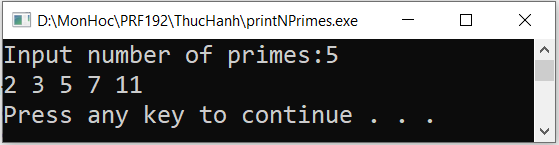 D:\MonHoc\PRF192\ThucHanh\printNPrimes.exe
Input number of primes:5
2 3 5 7 11
Press any key to continue . . .